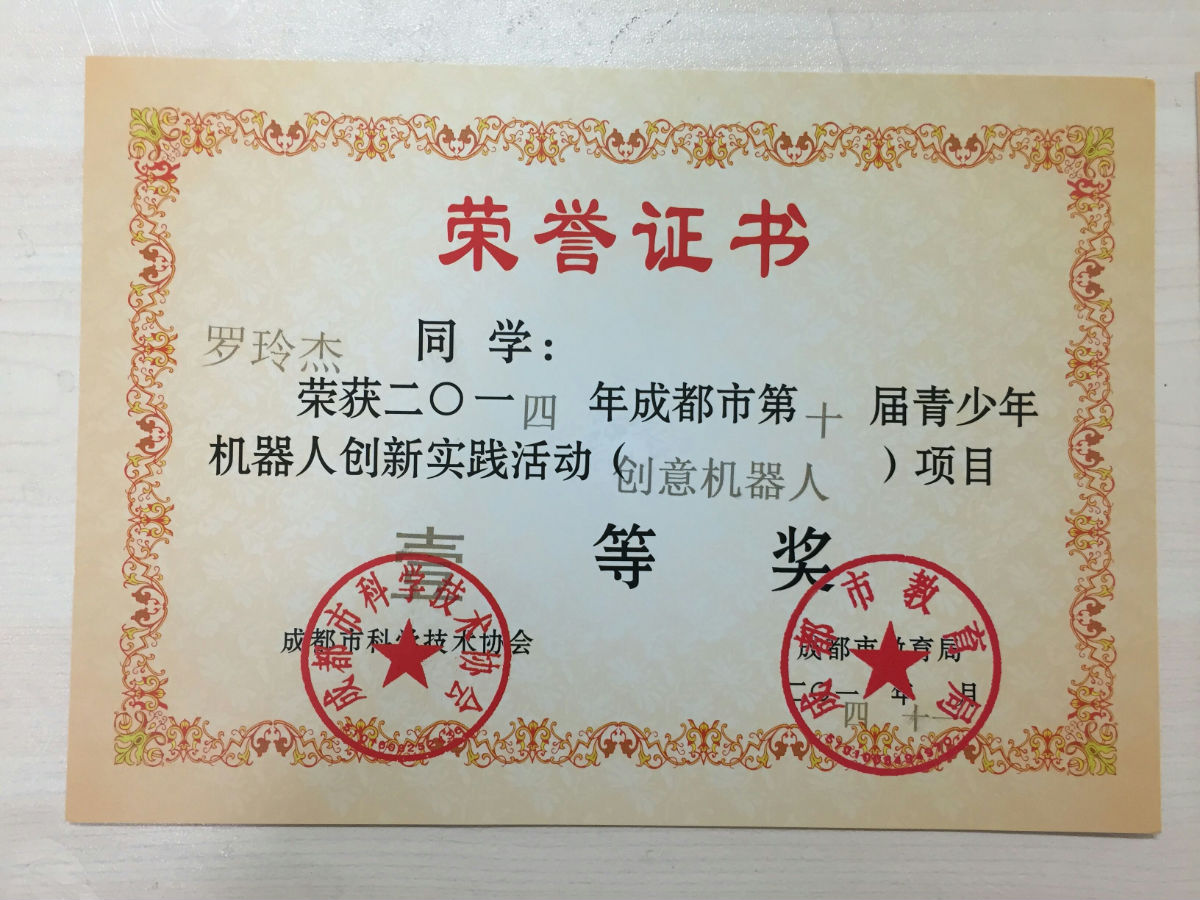 荣誉证书
罗玲杰 同学：
荣获二〇一四年成都市第十届青少年
机器人创新实践活动（创意机器人）项目
壹等奖
成都市科学技术协会
成都市教育局
二〇一四年十一月
成都市科学技术协会
成都市教育局